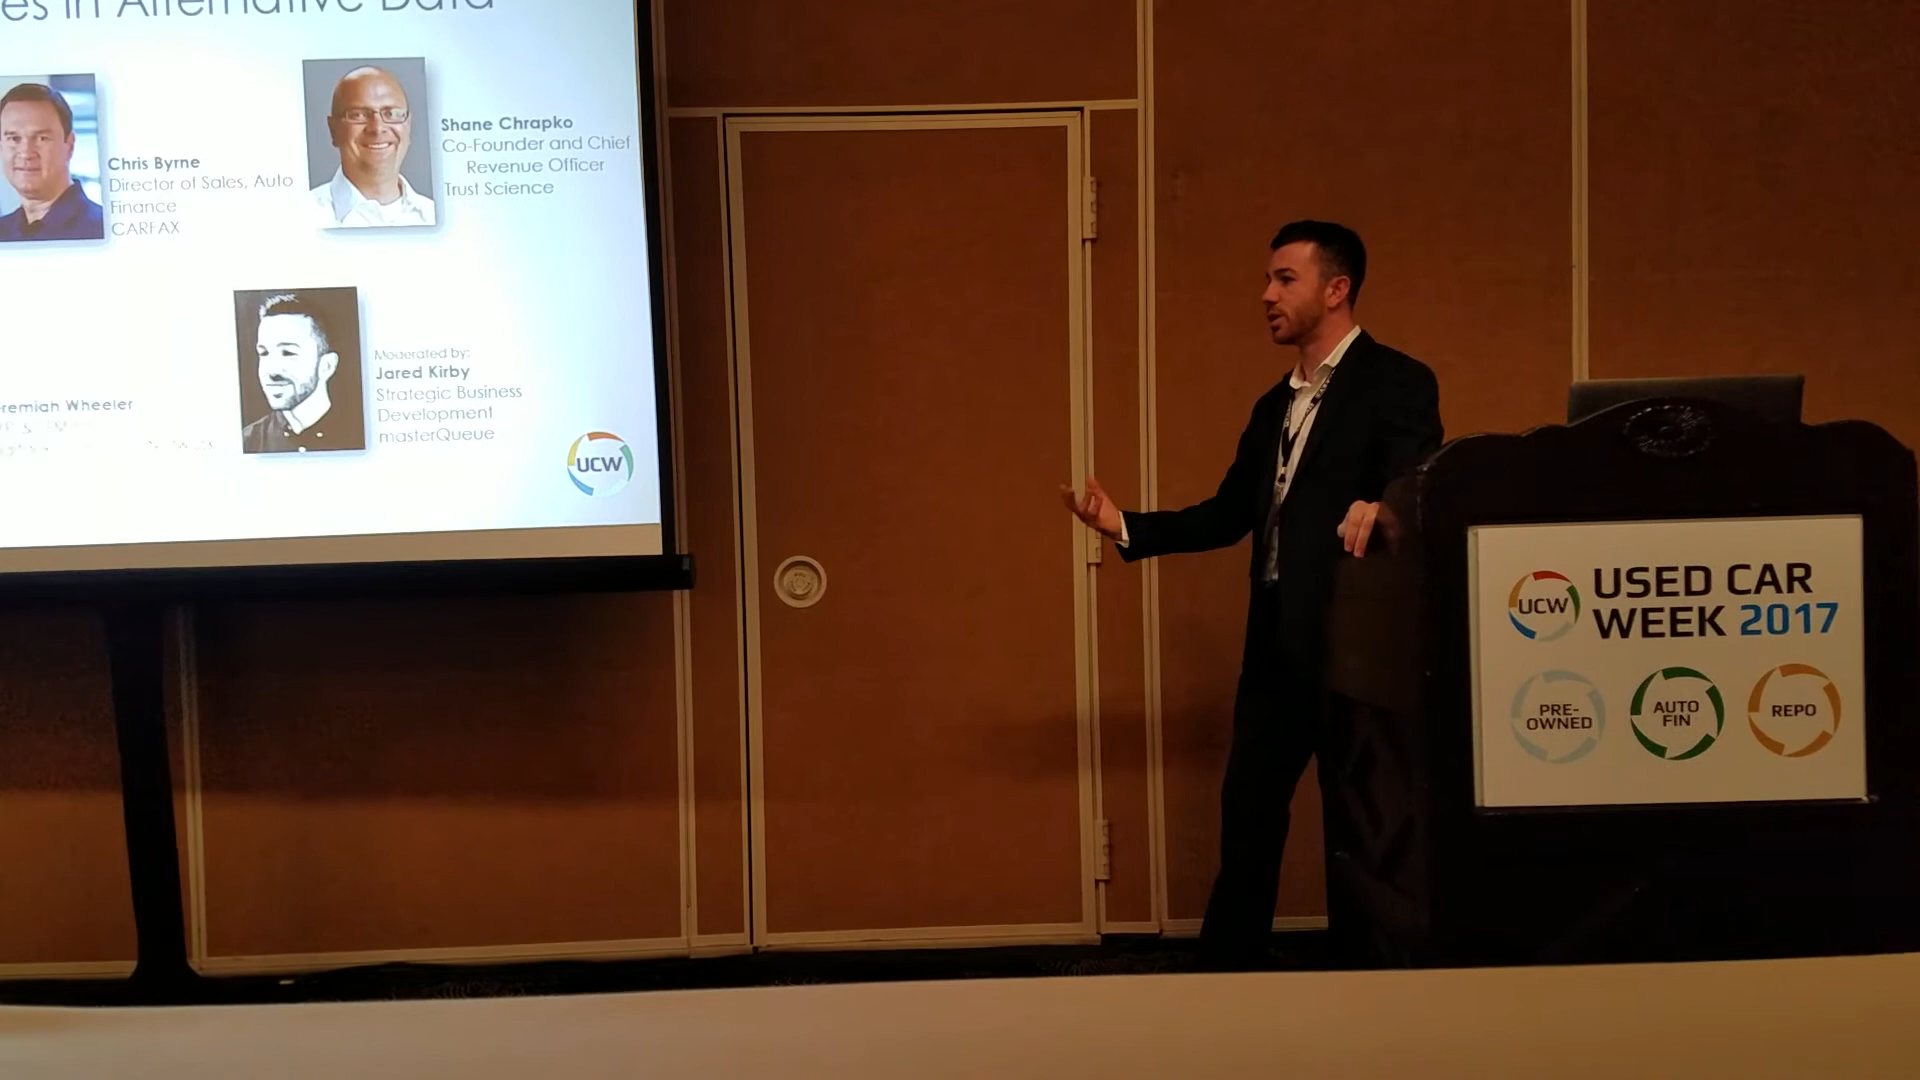 es in Alternative Data
Chris Byrne
Director of Sales, Auto
Finance
CARFAX
Shane Chrapko
Co-Founder and Chief
Revenue Officer
Trust Science
remiah Wheeler
Moderated by:
Jared Kirby
Strategic Business
Development
masterQueue
UCW
UCW
USED CAR
WEEK 2017
PRE-
OWNED
AUTO
FIN
REPO